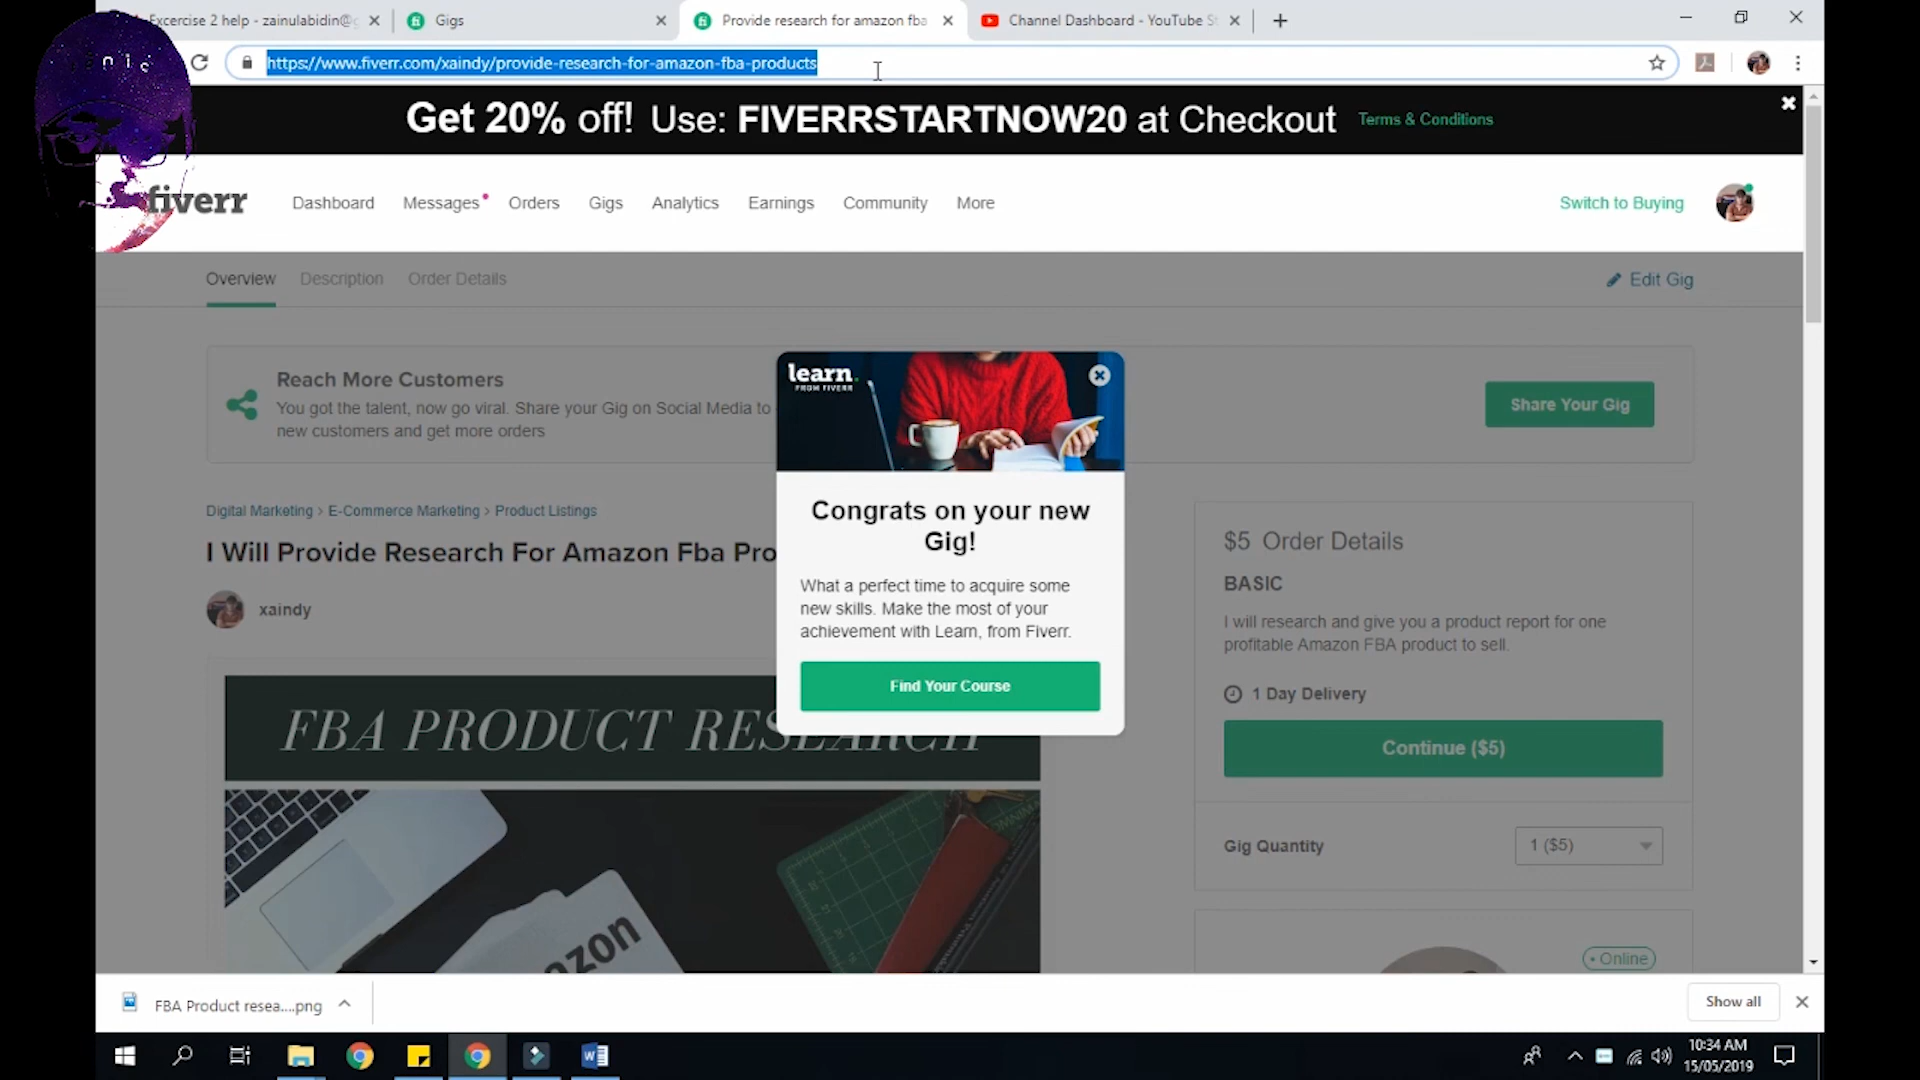 Excercise 2 help - zainulabidin@g
Gigs
Provide research for amazon fba
Channel Dashboard - YouTube S
https://www.fiverr.com/xaindy/provide-research-for-amazon-fba-products
Get 20% off! Use: FIVERRSTARTNOW20 at Checkout Terms & Conditions
fiverr
Dashboard Messages Orders Gigs Analytics Earnings Community More
Switch to Buying
Overview Description Order Details
Edit Gig
Reach More Customers
You got the talent, now go viral. Share your Gig on Social Media to
new customers and get more orders
Share Your Gig
learn.
FROM FIVERR
Congrats on your new
Gig!
What a perfect time to acquire some
new skills. Make the most of your
achievement with Learn, from Fiverr.
Find Your Course
Digital Marketing > E-Commerce Marketing > Product Listings
I Will Provide Research For Amazon Fba Pro
xaindy
FBA PRODUCT RESEARCH
azon
$5 Order Details
BASIC
I will research and give you a product report for one
profitable Amazon FBA product to sell.
1 Day Delivery
Continue ($5)
Gig Quantity
1 ($5)
Online
FBA Product resea....png
Show all
10:34 AM
15/05/2019